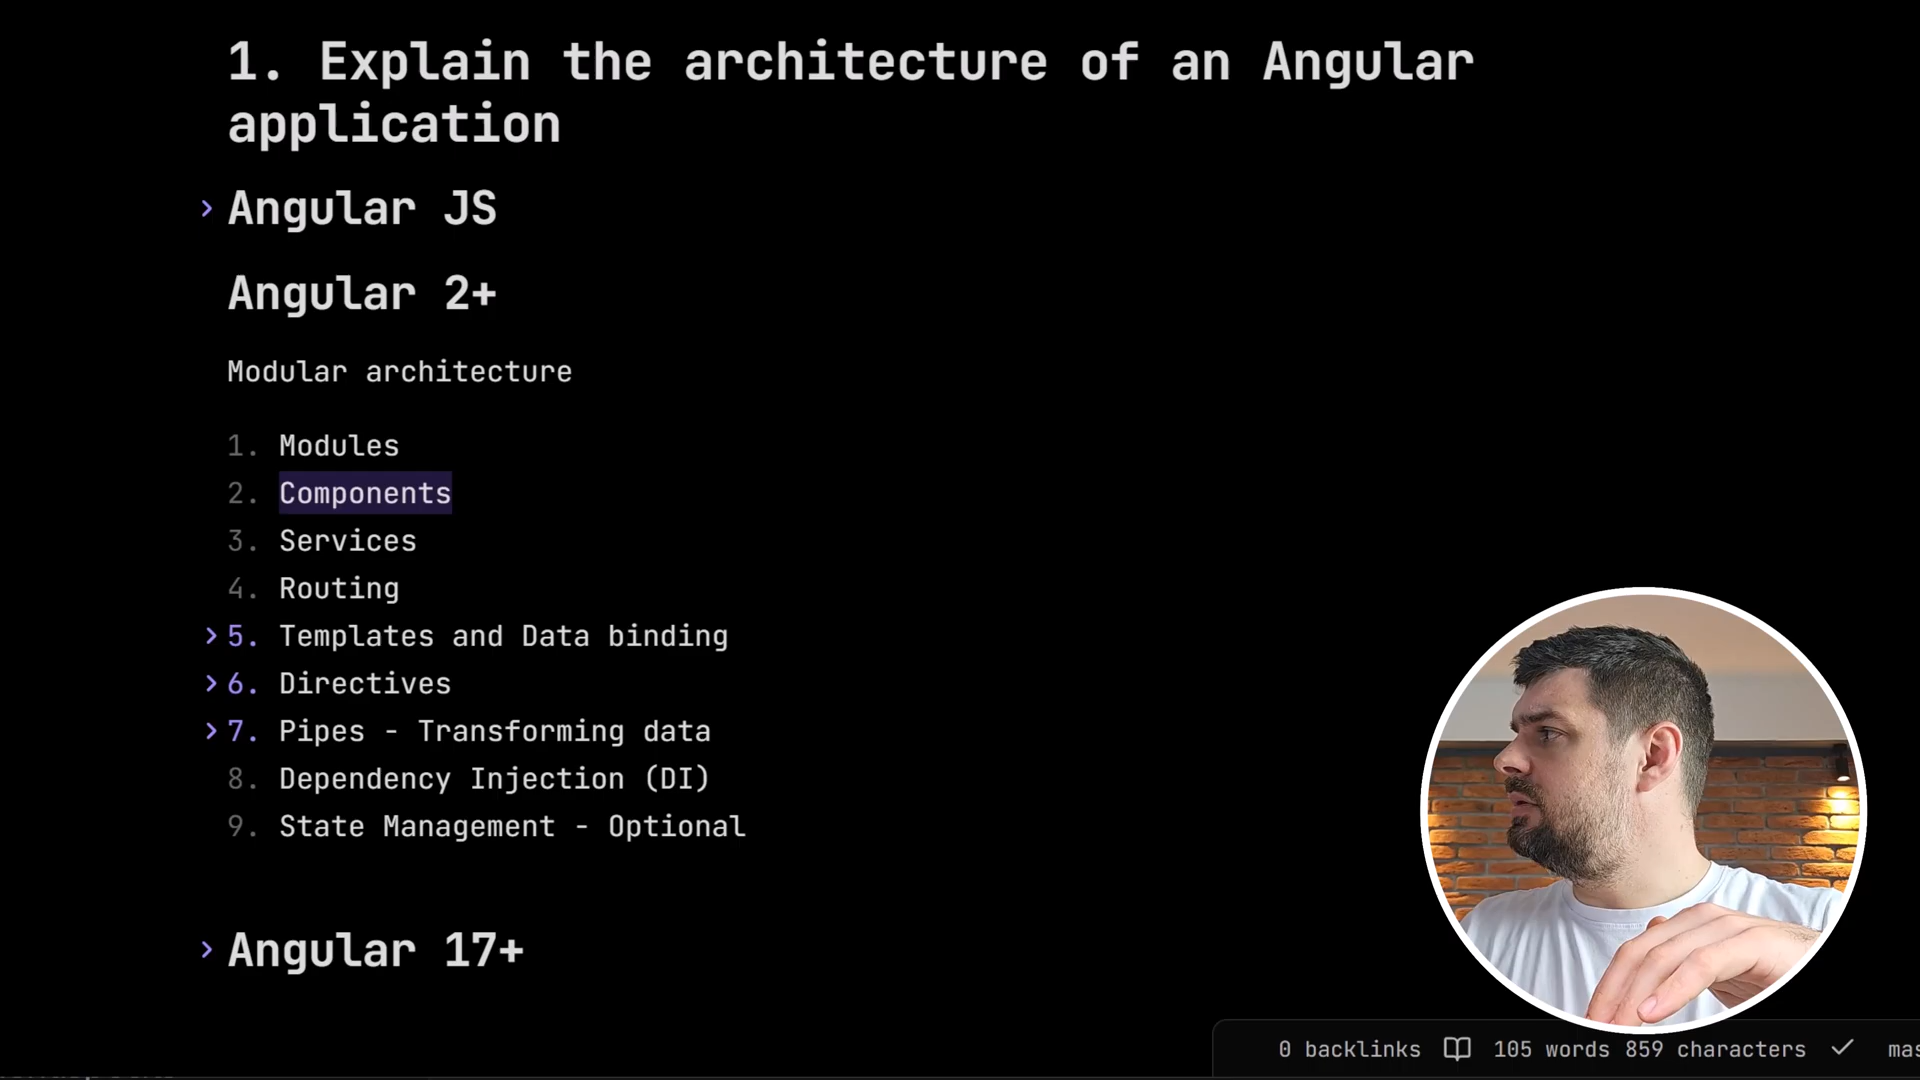 1. Explain the architecture of an Angular
application
Angular JS
Angular 2+
Modular architecture
1. Modules
2. Components
3. Services
4. Routing
5. Templates and Data binding
6. Directives
7. Pipes - Transforming data
8. Dependency Injection (DI)
9. State Management - Optional
Angular 17+
0 backlinks 105 words 859 characters